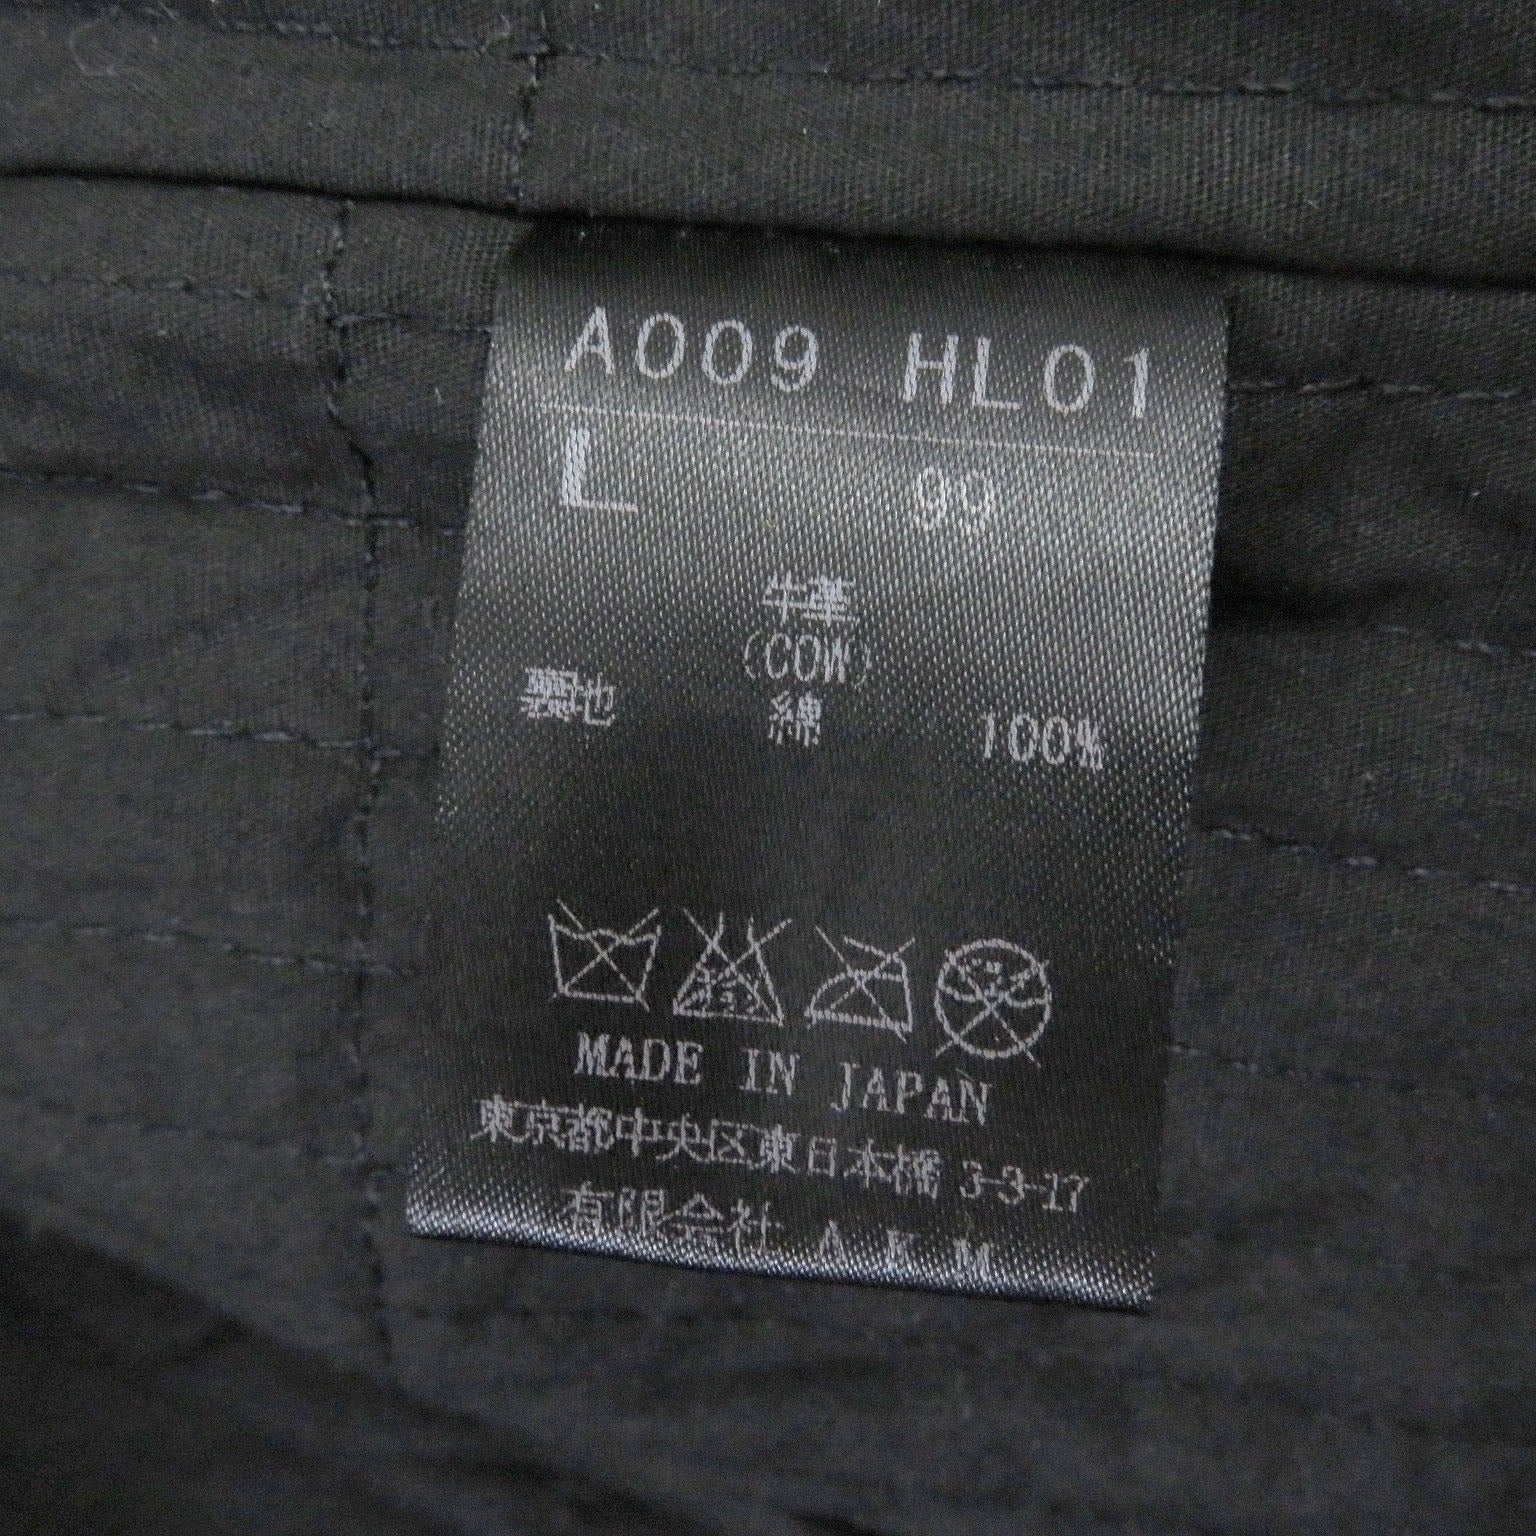 A009 HL01
L 99
牛革
(COW)
裏地 綿 100%
MADE IN JAPAN
東京都中央区東日本橋 3-3-17
有限会社 A K M